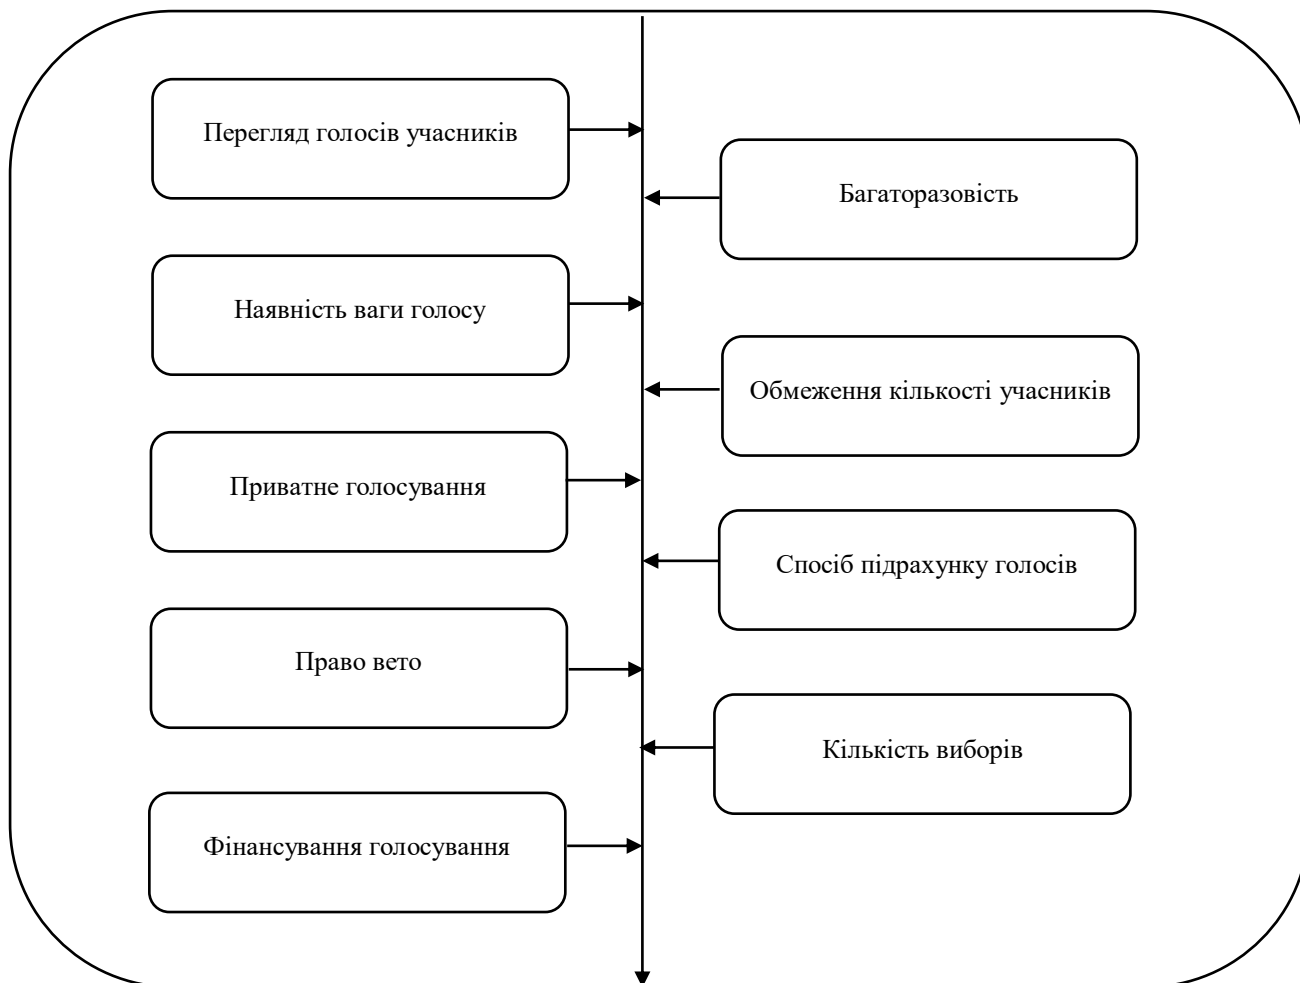 Перегляд голосів учасників
Багаторазовість
Наявність ваги голосу
Обмеження кількості учасників
Приватне голосування
Спосіб підрахунку голосів
Право вето
Кількість виборів
Фінансування голосування